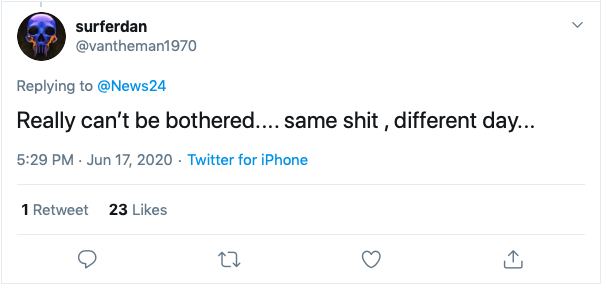 surferdan
@vantheman1970
Replying to @News24
Really can’t be bothered.... same shit , different day...
5:29 PM · Jun 17, 2020 · Twitter for iPhone
1 Retweet 23 Likes